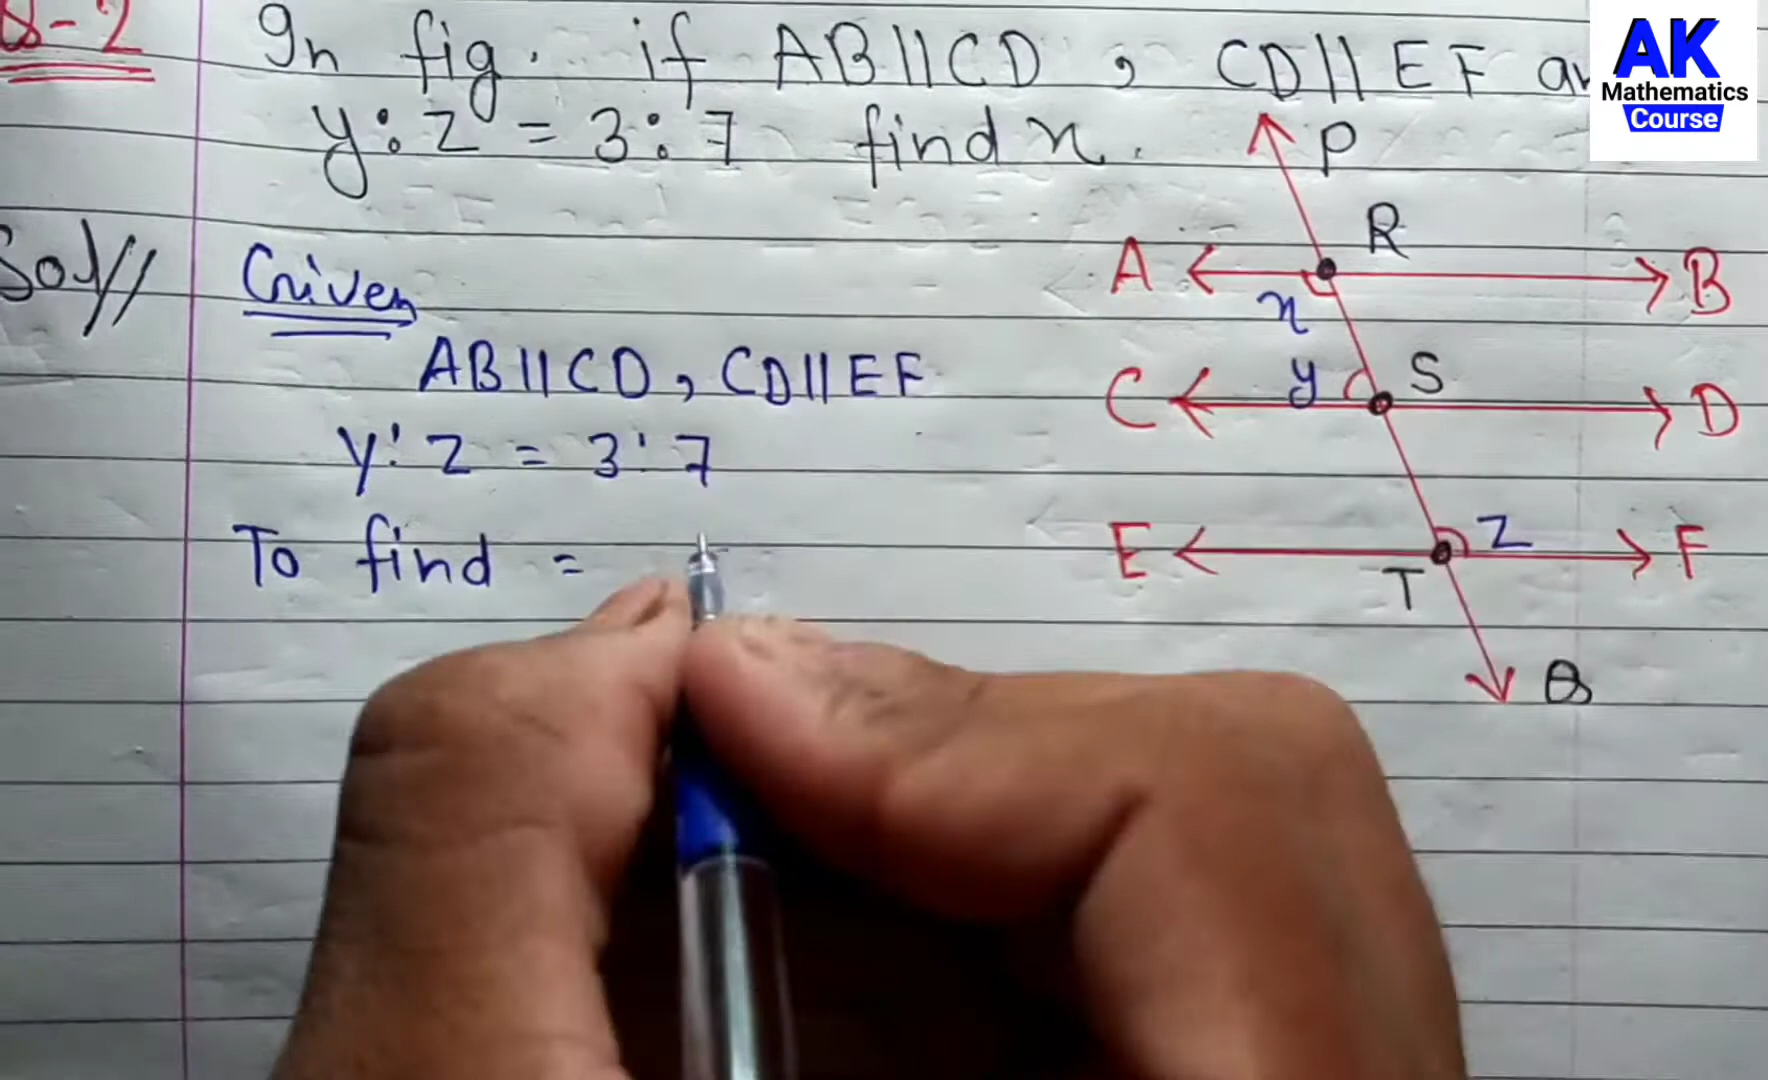 Q-2
In fig. if AB||CD, CD||EF
y:z = 3:7 find x.
AK
Mathematics
Course
Sol//
Given
AB||CD, CD||EF
y:z = 3:7
To find =
P
R
A B
x
y S
C D
E z F
T
Q